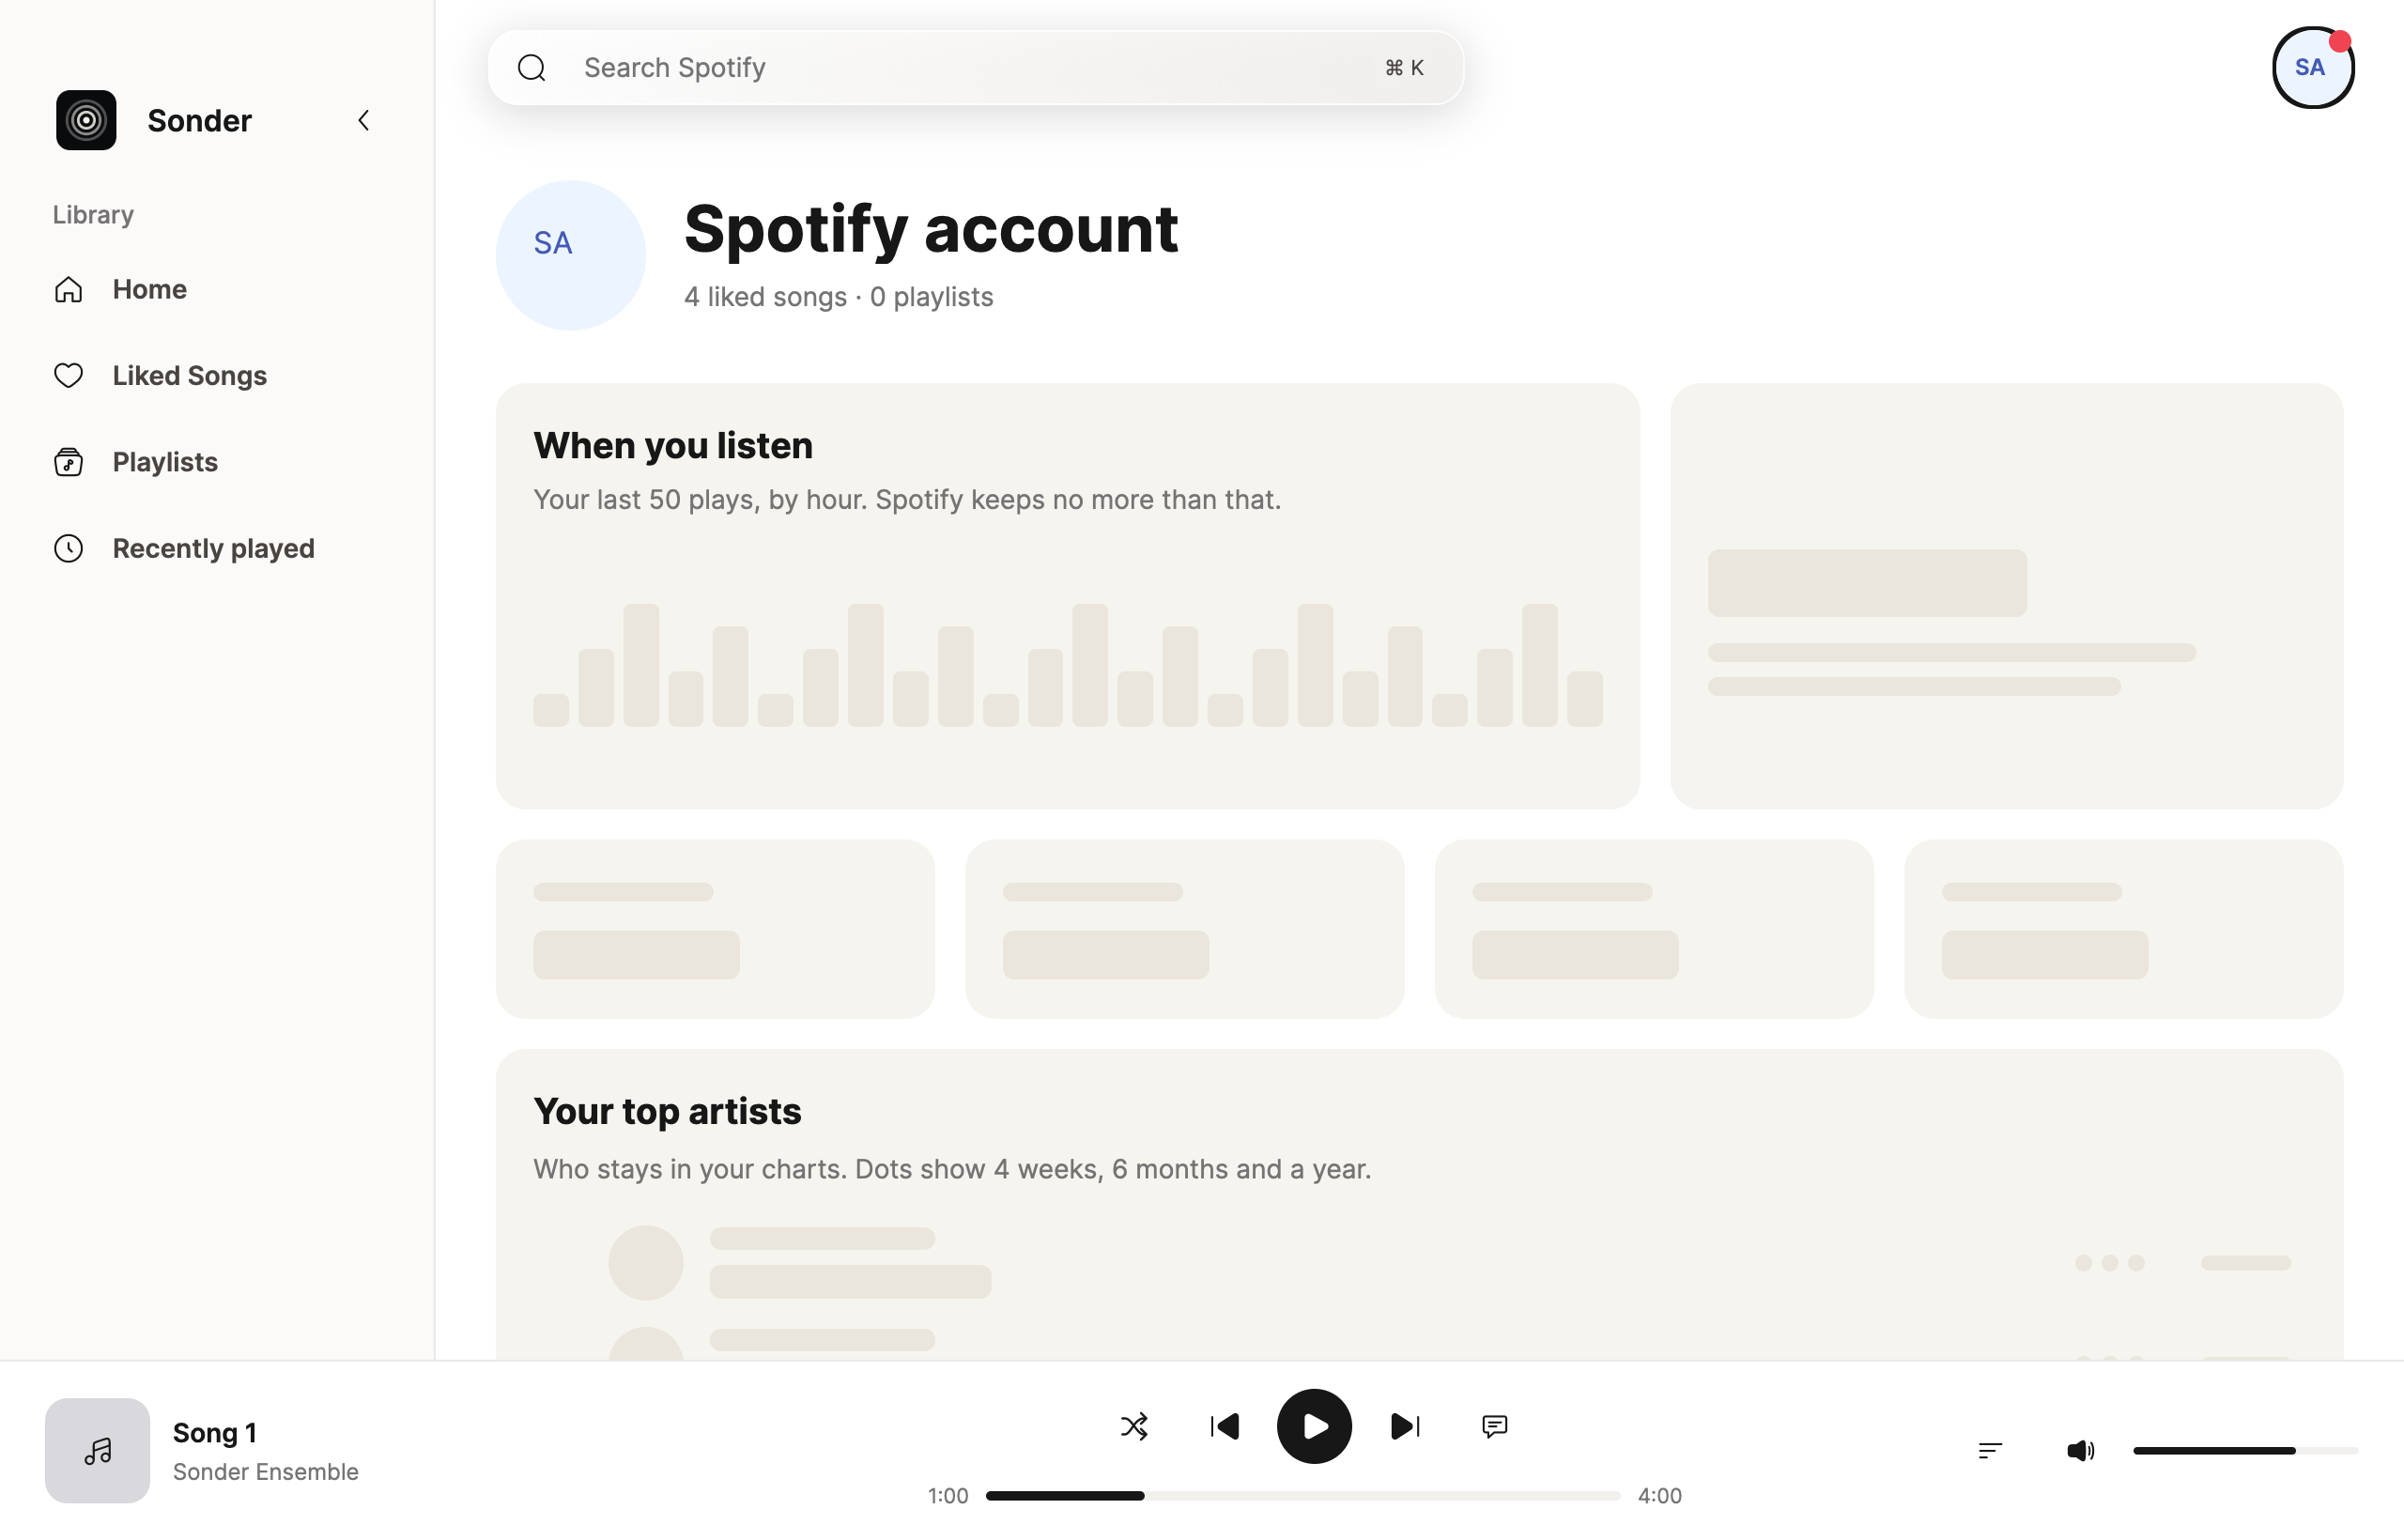 Search Spotify
⌘ K
SA
Sonder
Library
Home
Liked Songs
Playlists
Recently played
SA
Spotify account
4 liked songs · 0 playlists
When you listen
Your last 50 plays, by hour. Spotify keeps no more than that.
Your top artists
Who stays in your charts. Dots show 4 weeks, 6 months and a year.
Song 1
Sonder Ensemble
1:00
4:00